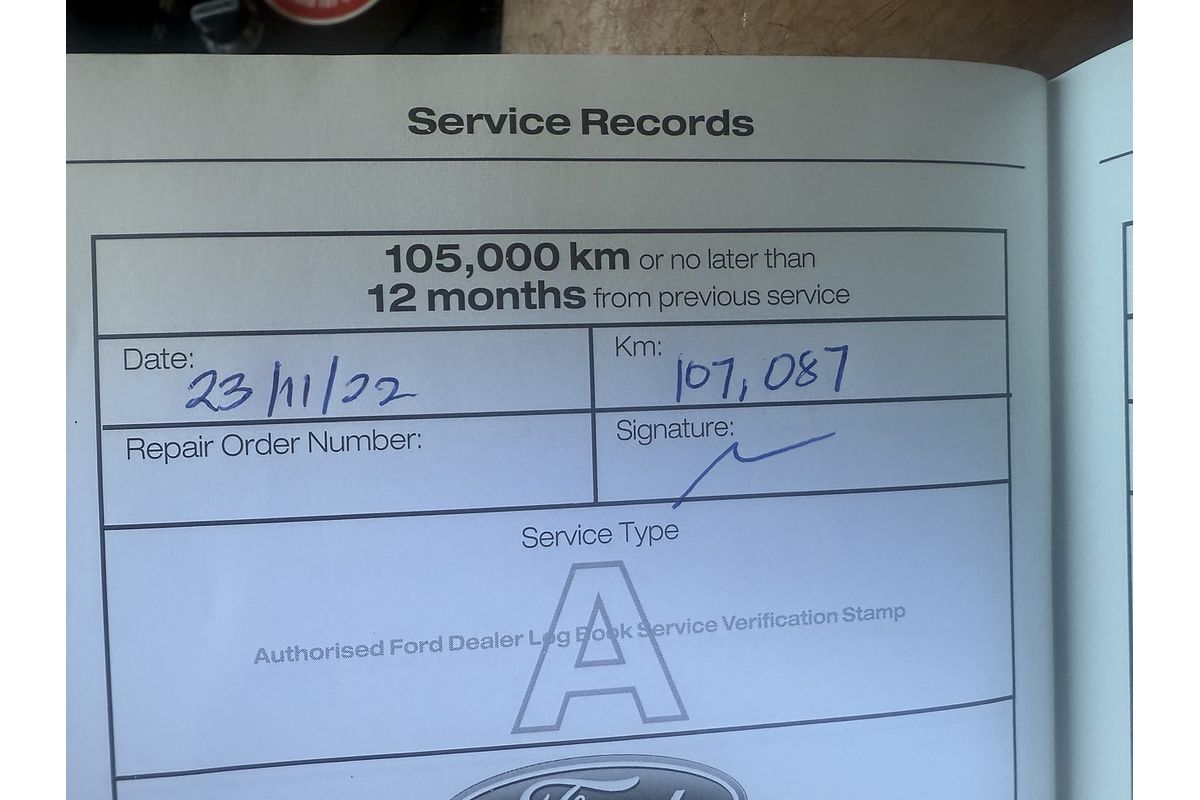 Service Records
105,000 km or no later than
12 months from previous service
Date: 23/11/22
Km: 107,087
Repair Order Number:
Signature:
Service Type
A
Authorised Ford Dealer Log Book Service Verification Stamp
Ford